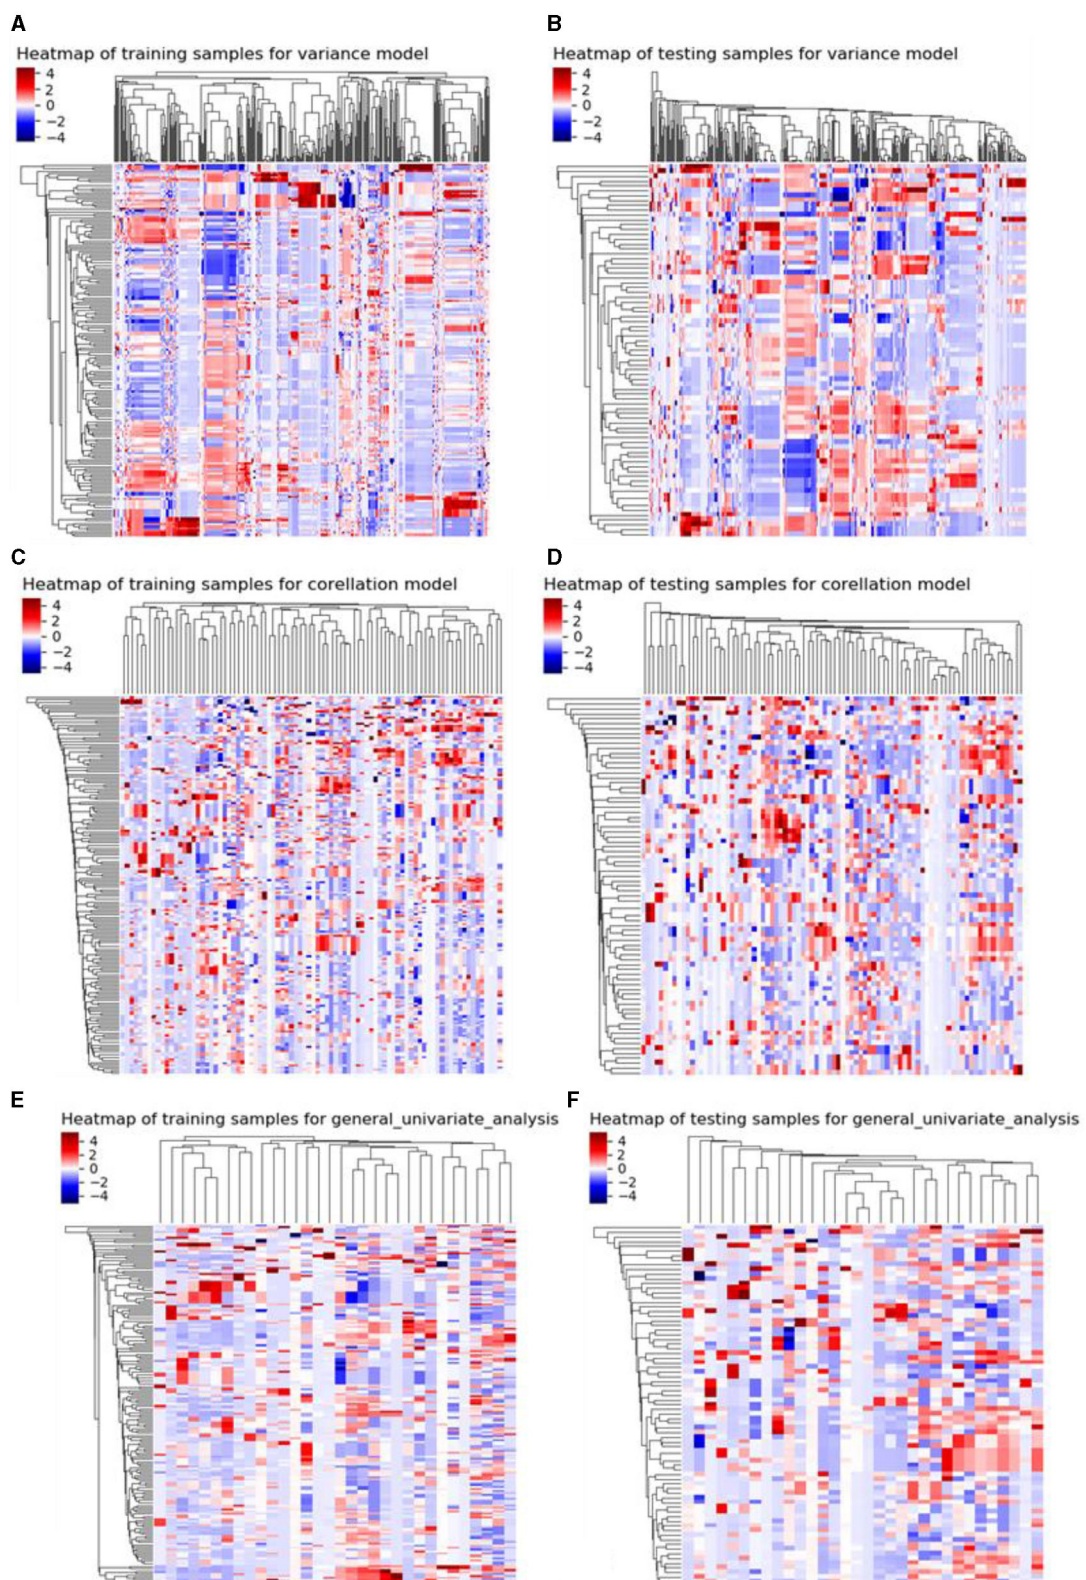 A
Heatmap of training samples for variance model
4
2
0
−2
−4
B
Heatmap of testing samples for variance model
4
2
0
−2
−4
C
Heatmap of training samples for corellation model
4
2
0
−2
−4
D
Heatmap of testing samples for corellation model
4
2
0
−2
−4
E
Heatmap of training samples for general_univariate_analysis
4
2
0
−2
−4
F
Heatmap of testing samples for general_univariate_analysis
4
2
0
−2
−4